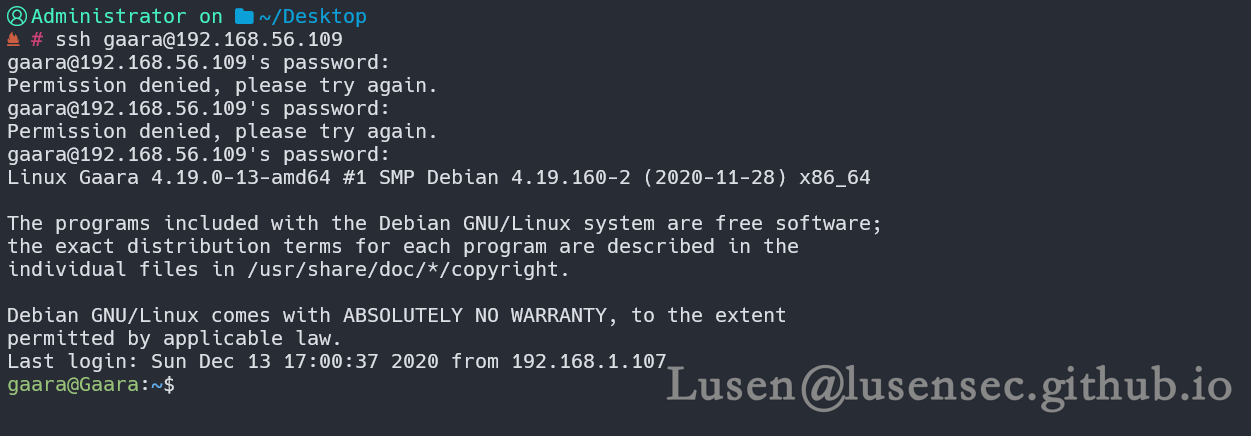 Administrator on ~/Desktop
# ssh gaara@192.168.56.109
gaara@192.168.56.109's password:
Permission denied, please try again.
gaara@192.168.56.109's password:
Permission denied, please try again.
gaara@192.168.56.109's password:
Linux Gaara 4.19.0-13-amd64 #1 SMP Debian 4.19.160-2 (2020-11-28) x86_64

The programs included with the Debian GNU/Linux system are free software;
the exact distribution terms for each program are described in the
individual files in /usr/share/doc/*/copyright.

Debian GNU/Linux comes with ABSOLUTELY NO WARRANTY, to the extent
permitted by applicable law.
Last login: Sun Dec 13 17:00:37 2020 from 192.168.1.107
gaara@Gaara:~$
Lusen@lusensec.github.io